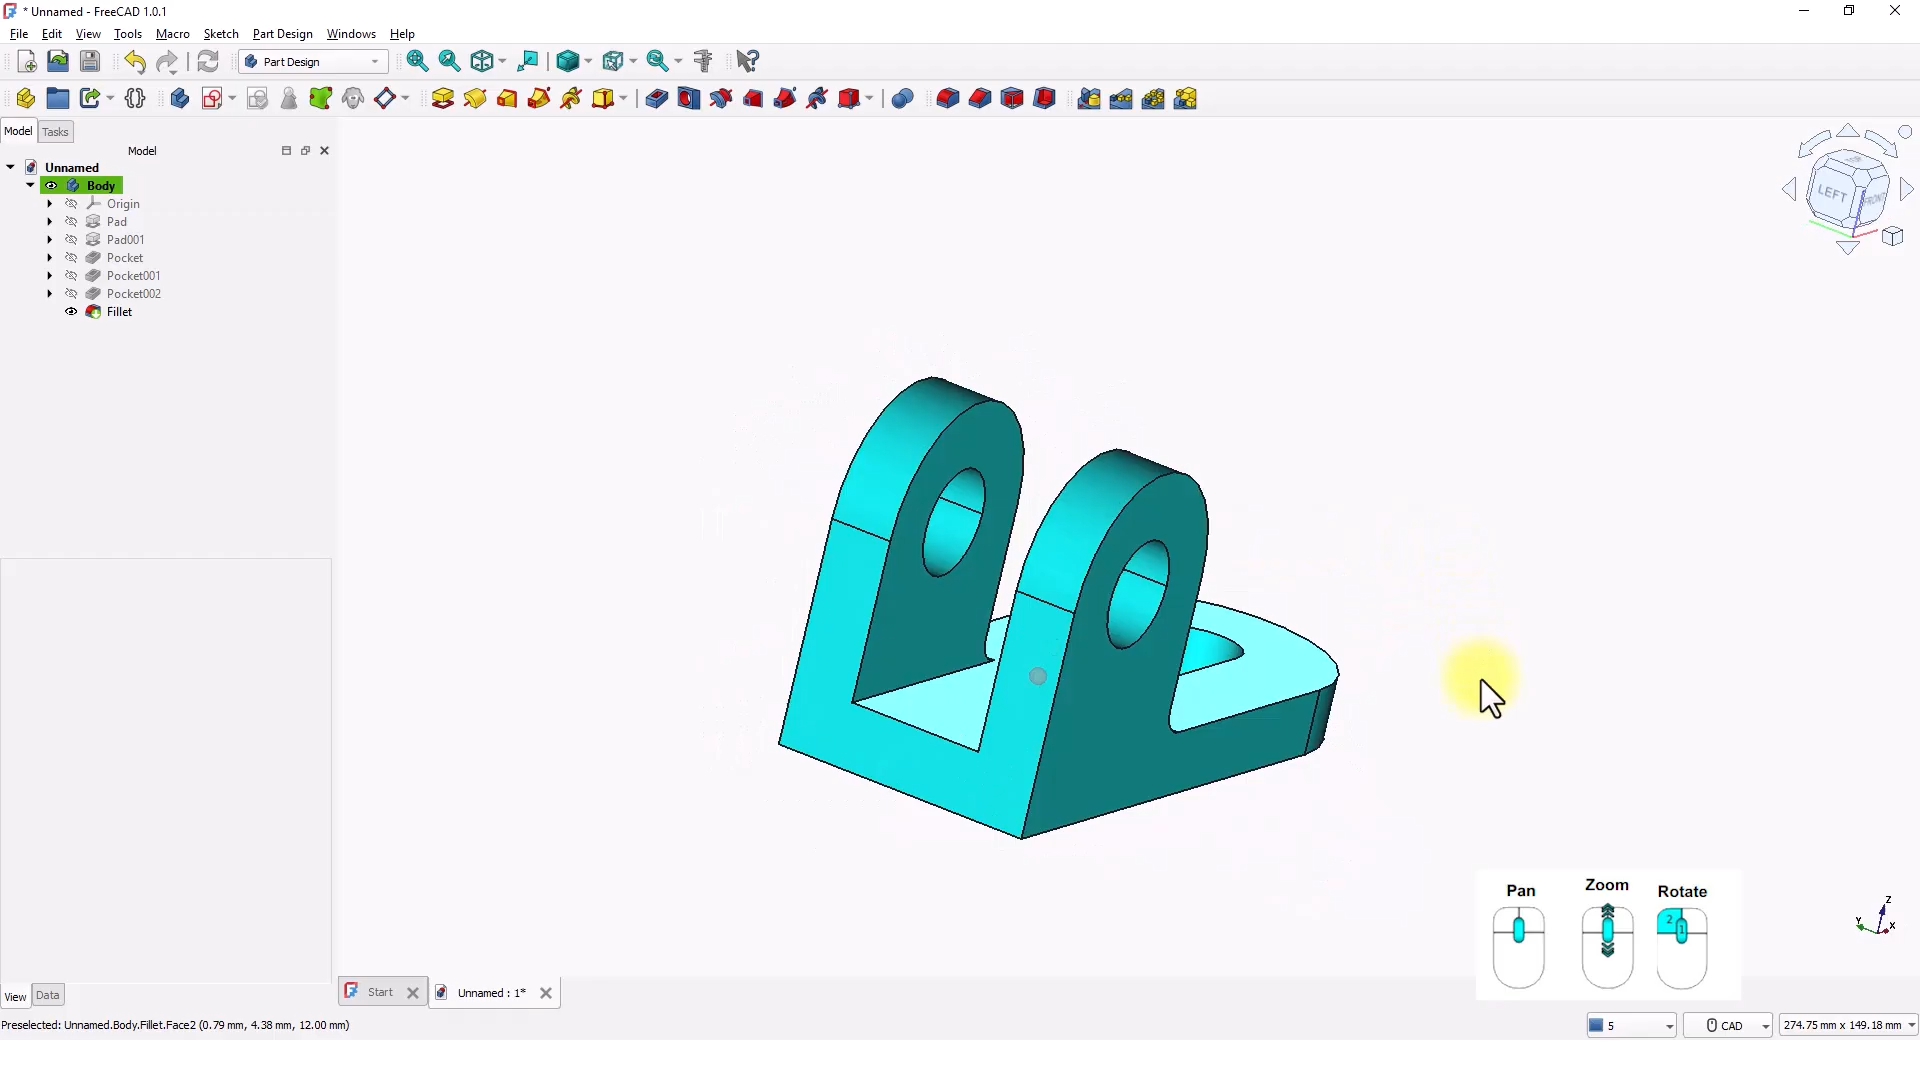 * Unnamed - FreeCAD 1.0.1
File Edit View Tools Macro Sketch Part Design Windows Help
Part Design
Model Tasks
Model
Unnamed
Body
Origin
Pad
Pad001
Pocket
Pocket001
Pocket002
Fillet
LEFT
FRONT
Pan Zoom Rotate
2
1
Z
Y
X
View Data
Start
Unnamed : 1*
Preselected: Unnamed.Body.Fillet.Face2 (0.79 mm, 4.38 mm, 12.00 mm)
5
CAD
274.75 mm x 149.18 mm